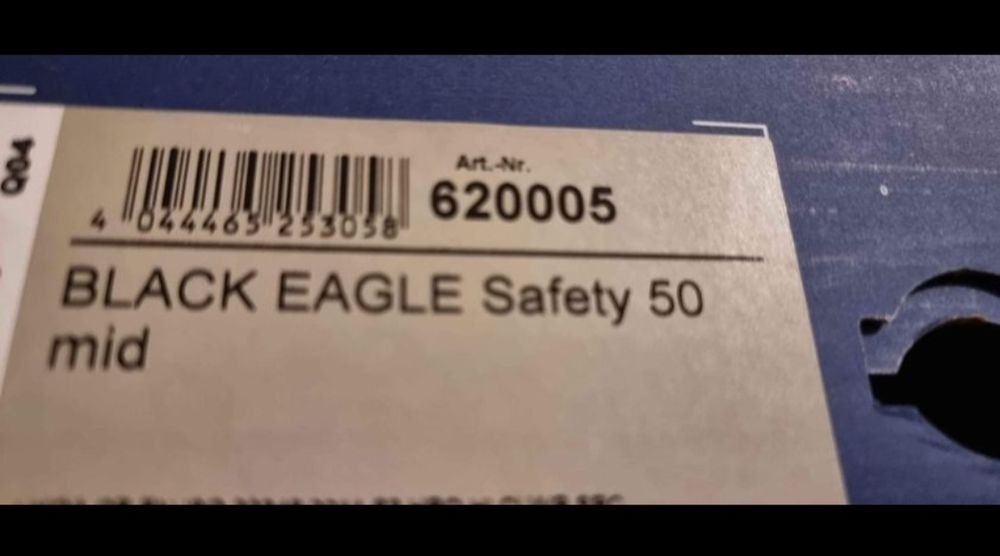 Q04
Art.-Nr.
620005
4 044465 253058
BLACK EAGLE Safety 50
mid